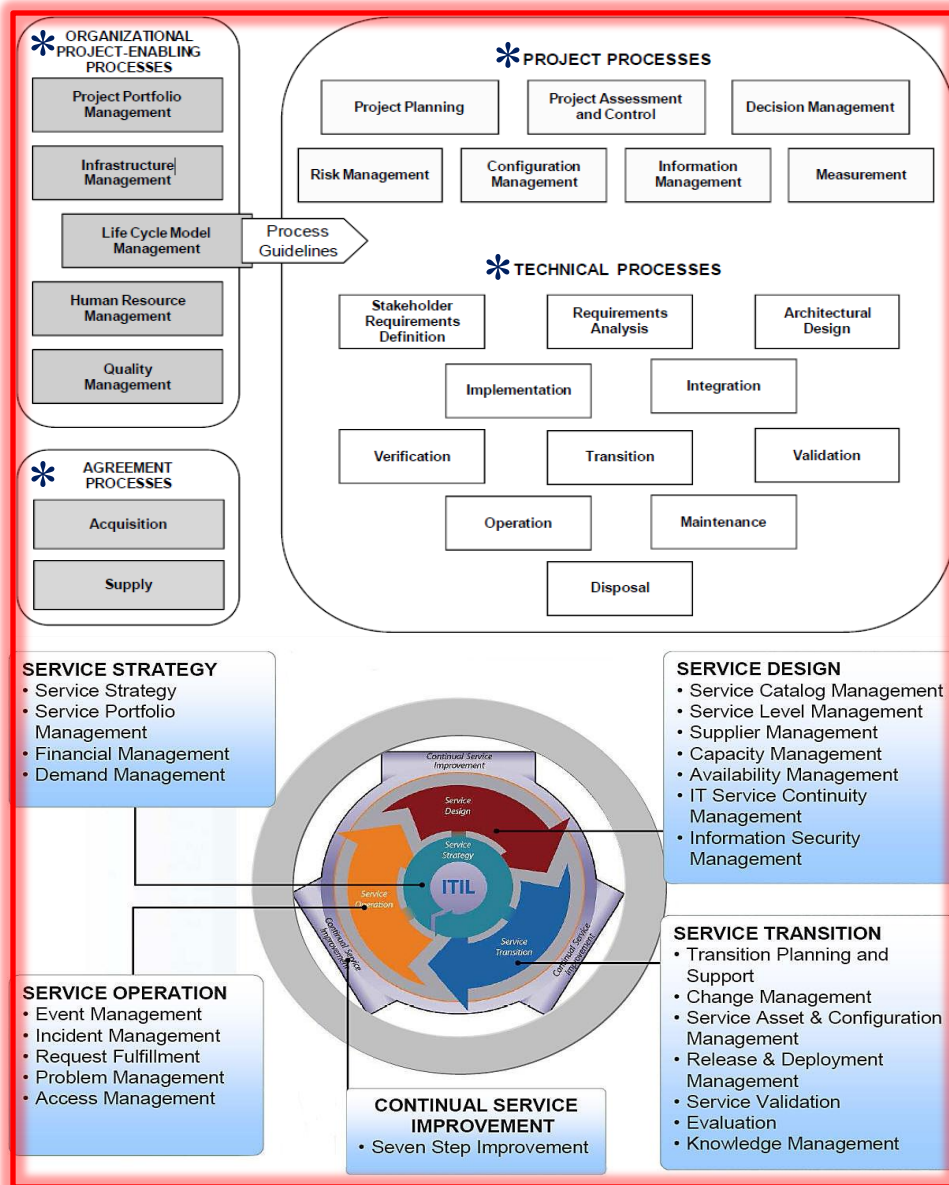 ORGANIZATIONAL
PROJECT-ENABLING
PROCESSES
Project Portfolio
Management
Infrastructure
Management
Life Cycle Model
Management
Human Resource
Management
Quality
Management
Process
Guidelines
AGREEMENT
PROCESSES
Acquisition
Supply
PROJECT PROCESSES
Project Planning
Project Assessment
and Control
Decision Management
Risk Management
Configuration
Management
Information
Management
Measurement
TECHNICAL PROCESSES
Stakeholder
Requirements
Definition
Requirements
Analysis
Architectural
Design
Implementation
Integration
Verification
Transition
Validation
Operation
Maintenance
Disposal
SERVICE STRATEGY
• Service Strategy
• Service Portfolio
Management
• Financial Management
• Demand Management
SERVICE DESIGN
• Service Catalog Management
• Service Level Management
• Supplier Management
• Capacity Management
• Availability Management
• IT Service Continuity
Management
• Information Security
Management
Continual Service
Improvement
Service
Design
Service
Strategy
ITIL
Service
Operation
Service
Transition
Continual Service
Improvement
Continual Service
Improvement
SERVICE OPERATION
• Event Management
• Incident Management
• Request Fulfillment
• Problem Management
• Access Management
CONTINUAL SERVICE
IMPROVEMENT
• Seven Step Improvement
SERVICE TRANSITION
• Transition Planning and
Support
• Change Management
• Service Asset & Configuration
Management
• Release & Deployment
Management
• Service Validation
• Evaluation
• Knowledge Management